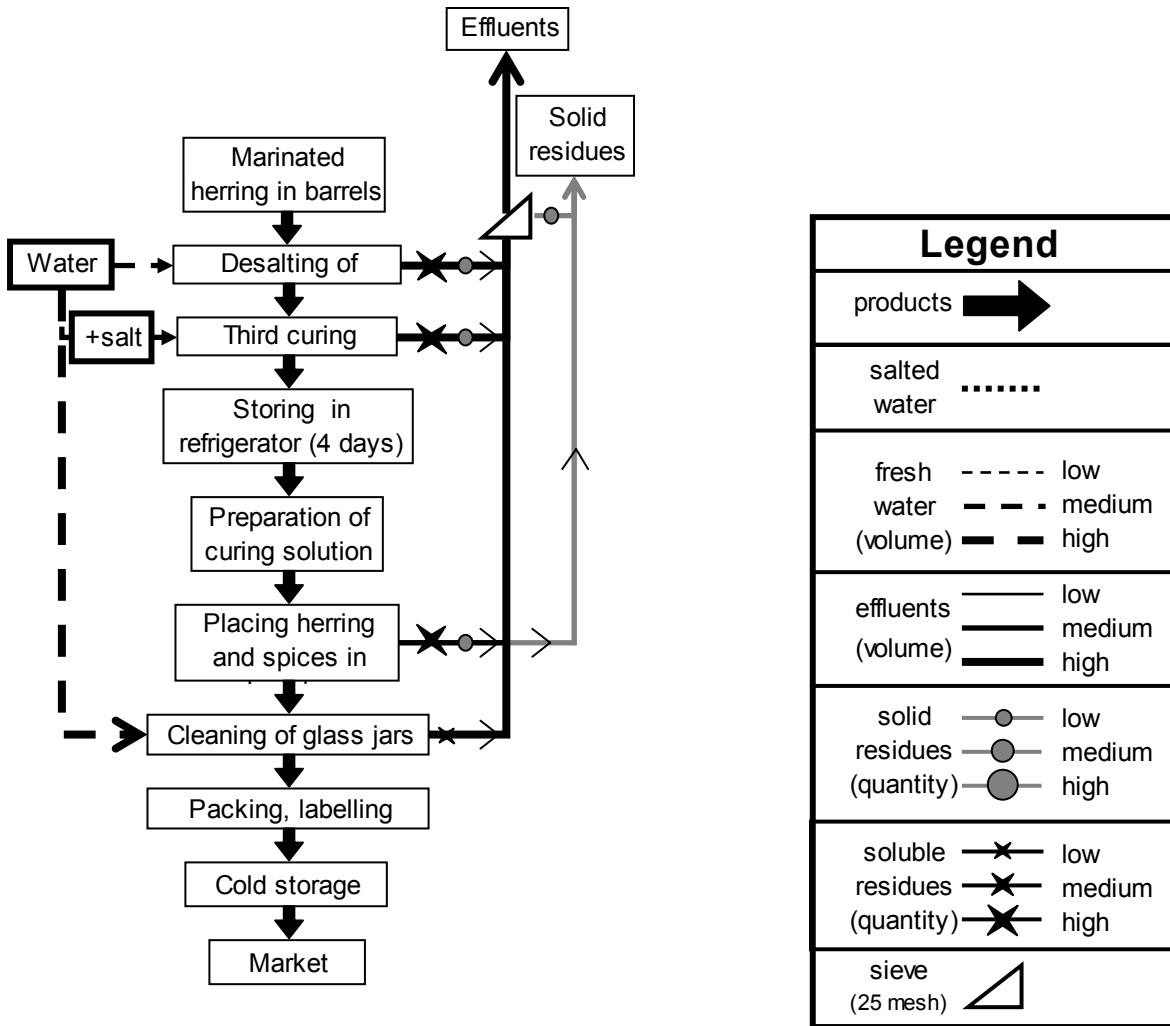 Effluents
Solid
residues
Marinated
herring in barrels
Water
Desalting of
+salt
Third curing
Storing in
refrigerator (4 days)
Preparation of
curing solution
Placing herring
and spices in
Cleaning of glass jars
Packing, labelling
Cold storage
Market
Legend
products
salted
water
fresh
water
(volume)
low
medium
high
effluents
(volume)
low
medium
high
solid
residues
(quantity)
low
medium
high
soluble
residues
(quantity)
low
medium
high
sieve
(25 mesh)